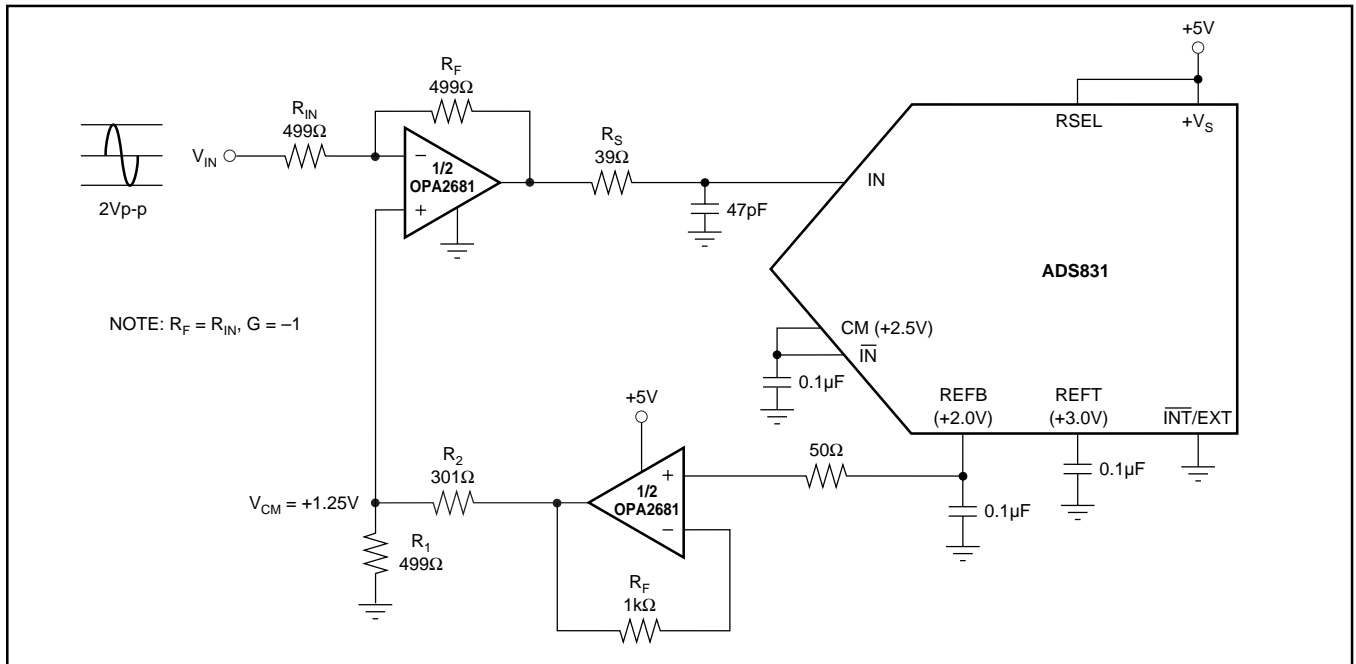 +5V
R_F
499Ω
R_IN
499Ω
V_IN
2Vp-p
−
+
1/2
OPA2681
R_S
39Ω
47pF
RSEL
+V_S
IN
ADS831
NOTE: R_F = R_IN, G = –1
CM (+2.5V)
I̅N̅
0.1µF
REFB
(+2.0V)
REFT
(+3.0V)
I̅N̅T̅/EXT
+5V
50Ω
0.1µF
0.1µF
R_2
301Ω
V_CM = +1.25V
+
−
1/2
OPA2681
R_1
499Ω
R_F
1kΩ